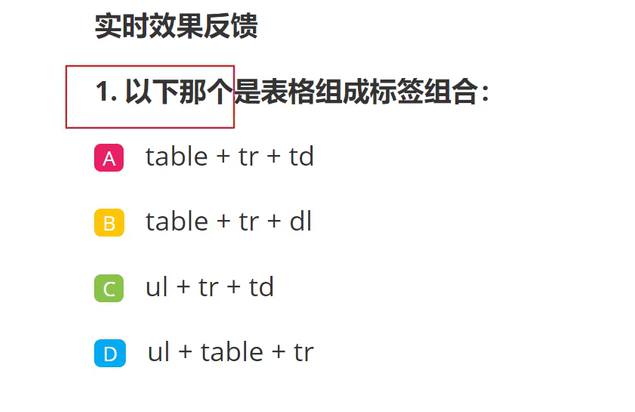 实时效果反馈
1. 以下那个是表格组成标签组合：
A table + tr + td
B table + tr + dl
C ul + tr + td
D ul + table + tr